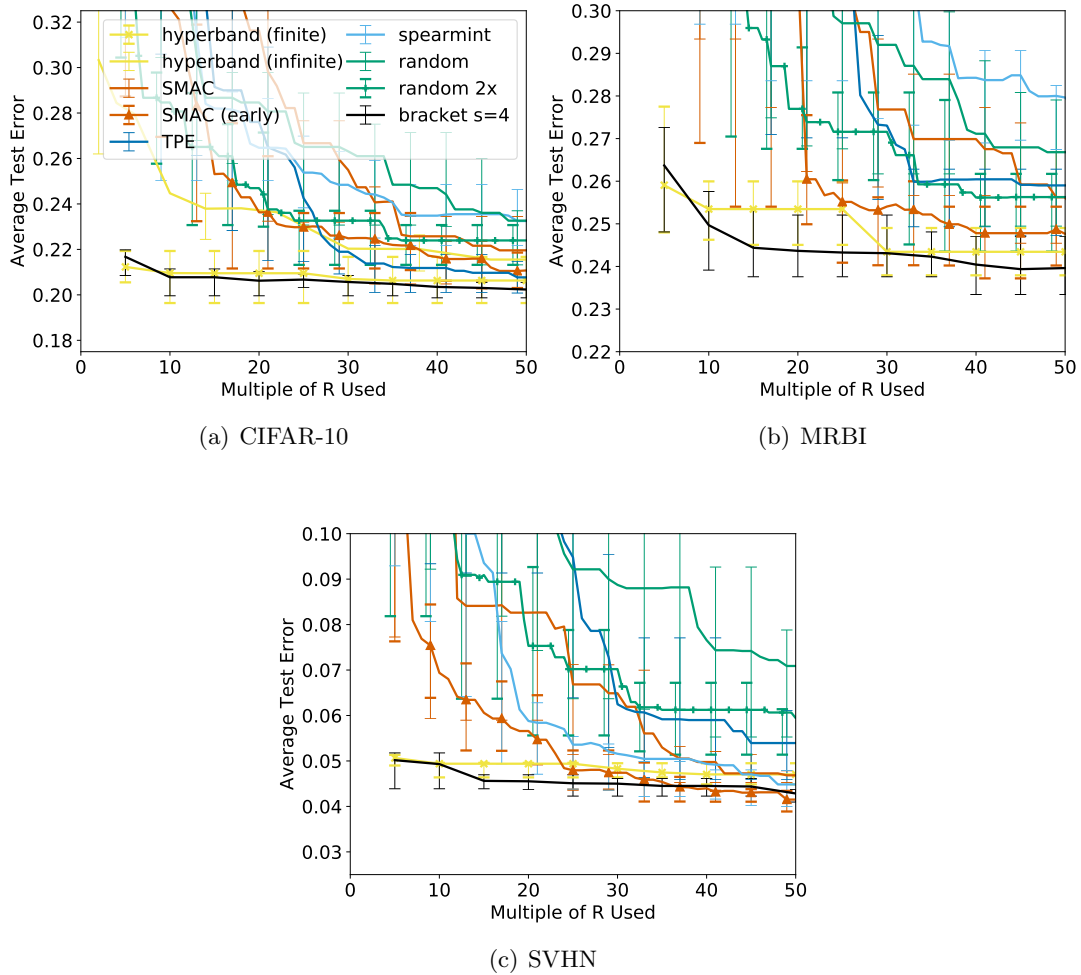 0.32
0.30
0.28
0.26
0.24
0.22
0.20
0.18
Average Test Error
hyperband (finite)
hyperband (infinite)
SMAC
SMAC (early)
TPE
spearmint
random
random 2x
bracket s=4
0 10 20 30 40 50
Multiple of R Used
(a) CIFAR-10
0.30
0.29
0.28
0.27
0.26
0.25
0.24
0.23
0.22
Average Test Error
0 10 20 30 40 50
Multiple of R Used
(b) MRBI
0.10
0.09
0.08
0.07
0.06
0.05
0.04
0.03
Average Test Error
0 10 20 30 40 50
Multiple of R Used
(c) SVHN